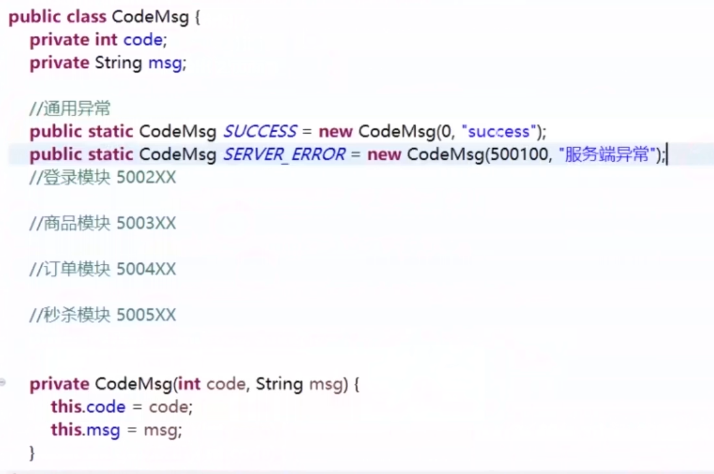 public class CodeMsg {
private int code;
private String msg;
//通用异常
public static CodeMsg SUCCESS = new CodeMsg(0, "success");
public static CodeMsg SERVER_ERROR = new CodeMsg(500100, "服务端异常");
//登录模块 5002XX
//商品模块 5003XX
//订单模块 5004XX
//秒杀模块 5005XX
private CodeMsg(int code, String msg) {
this.code = code;
this.msg = msg;
}